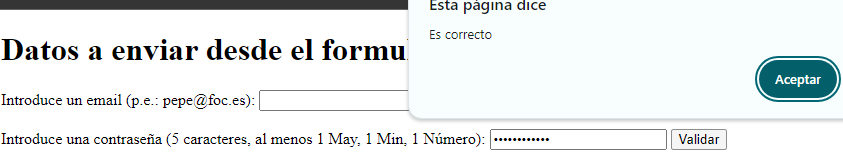 Esta página dice
Es correcto
Aceptar
Datos a enviar desde el formul
Introduce un email (p.e.: pepe@foc.es):
Introduce una contraseña (5 caracteres, al menos 1 May, 1 Min, 1 Número): •••••••••••• Validar